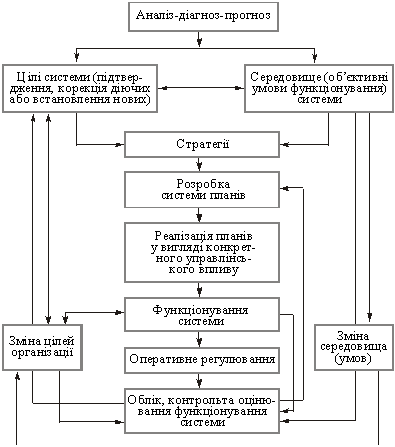 Аналіз-діагноз-прогноз
Цілі системи (підтвер-
дження, корекція діючих
або встановлення нових)
Середовище (об’єктивні
умови функціонування)
системи
Стратегії
Розробка
системи планів
Реалізація планів
у вигляді конкрет-
ного управлінсь-
кого впливу
Функціонування
системи
Зміна цілей
організації
Зміна
середовища
(умов)
Оперативне регулювання
Облік, контрольта оціню-
вання функціонування
системи